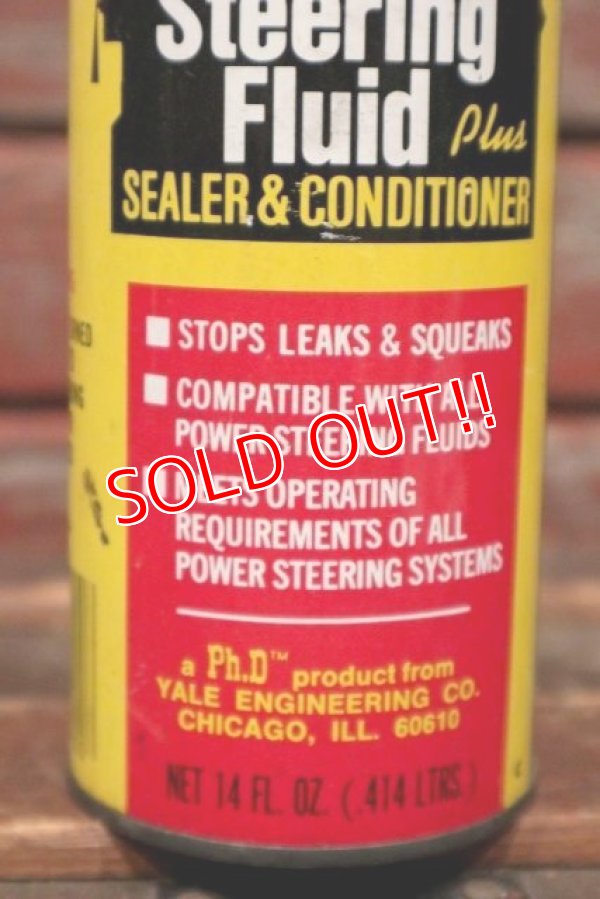 Steering
Fluid Plus
SEALER & CONDITIONER
■ STOPS LEAKS & SQUEAKS
■ COMPATIBLE WITH ALL
POWER STEERING FLUIDS
■ MEETS OPERATING
REQUIREMENTS OF ALL
POWER STEERING SYSTEMS
SOLD OUT!!
a Ph.D™ product from
YALE ENGINEERING CO.
CHICAGO, ILL. 60610
NET 14 FL. OZ. (.414 LTRS.)